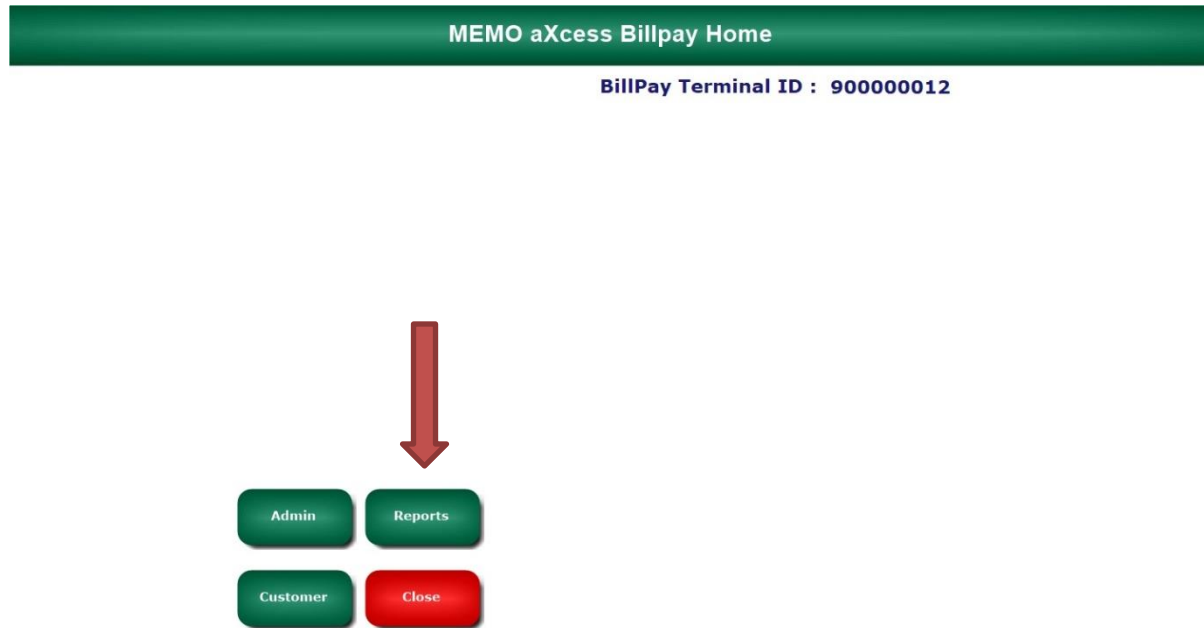 MEMO aXcess Billpay Home
BillPay Terminal ID : 900000012
Admin Reports
Customer Close